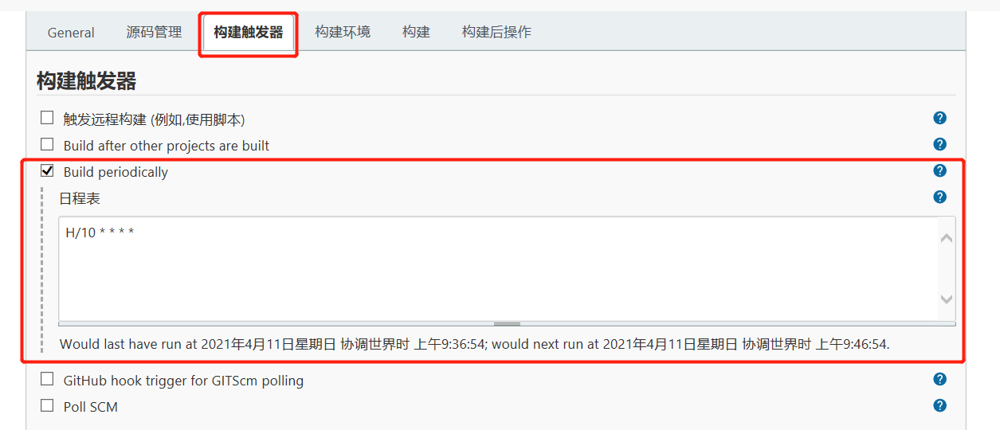 General 源码管理 构建触发器 构建环境 构建 构建后操作
构建触发器
触发远程构建 (例如,使用脚本)
Build after other projects are built
Build periodically
日程表
H/10 * * * *
Would last have run at 2021年4月11日星期日 协调世界时 上午9:36:54; would next run at 2021年4月11日星期日 协调世界时 上午9:46:54.
GitHub hook trigger for GITScm polling
Poll SCM